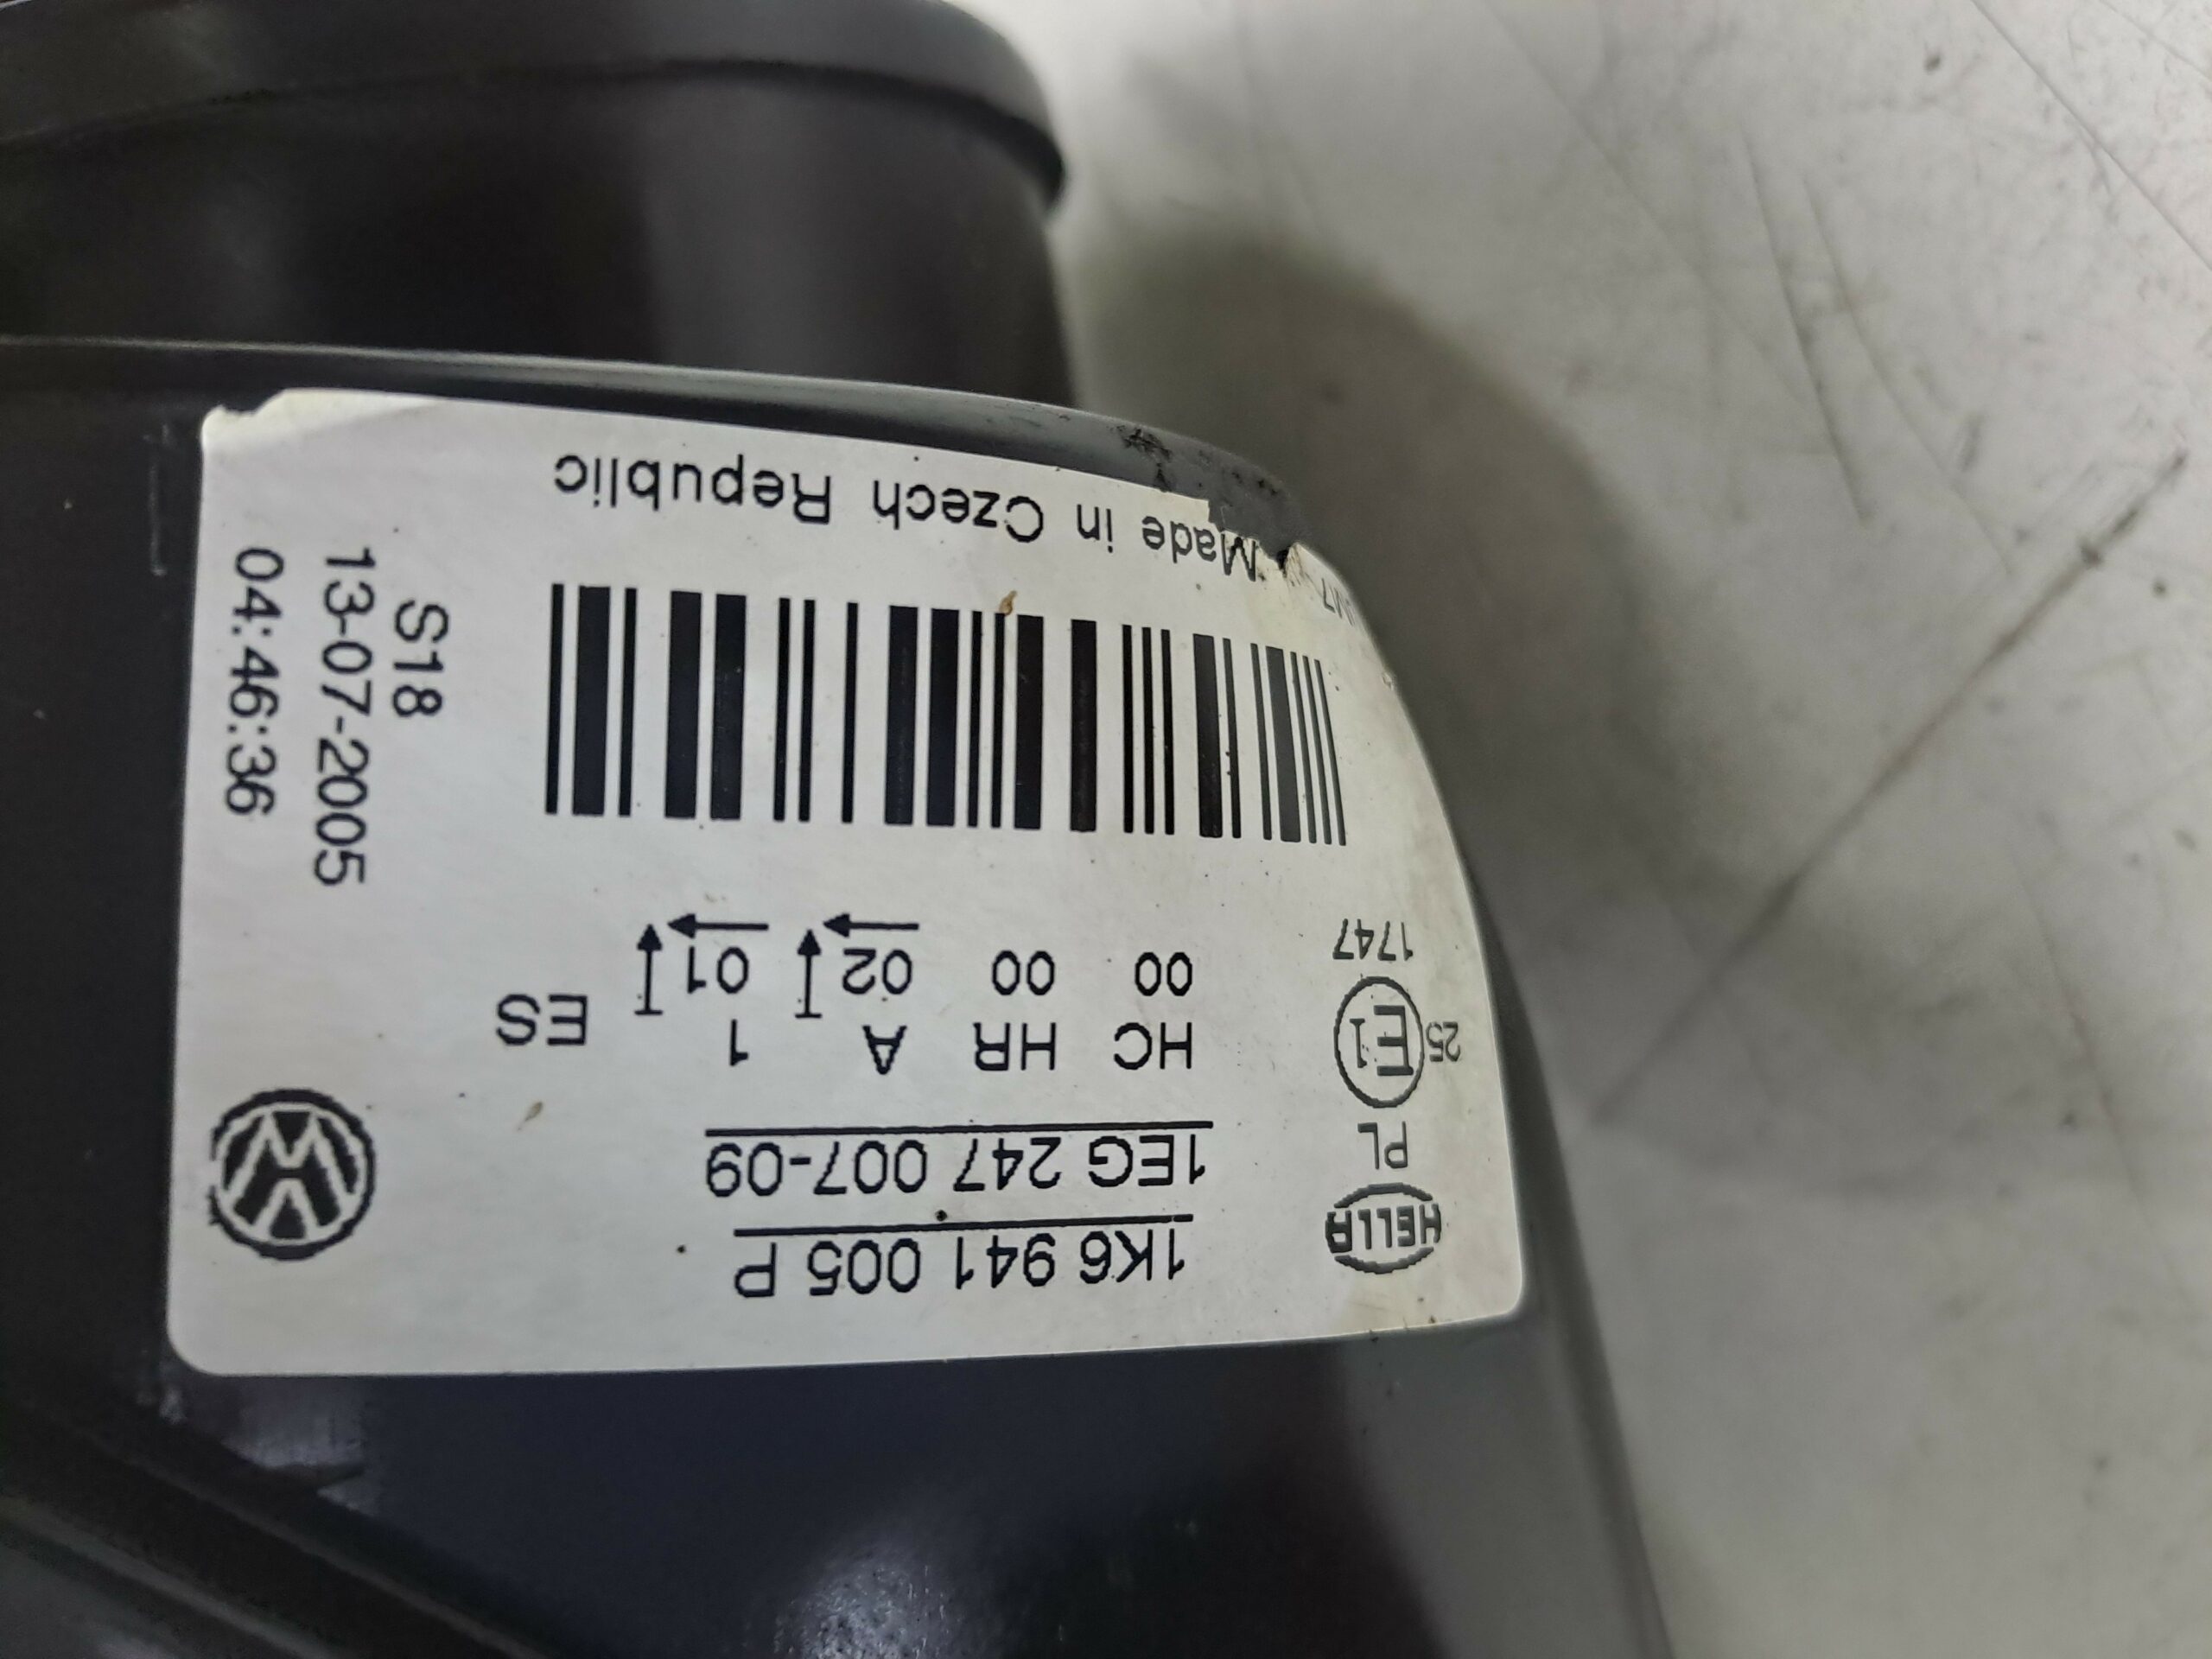 1K6 941 005 P
1EG 247 007-09
HELLA
PL
E1
25
1747
HC HR A 1 ES
00 00 02 01
Made in Czech Republic
S18
13-07-2005
04:46:36